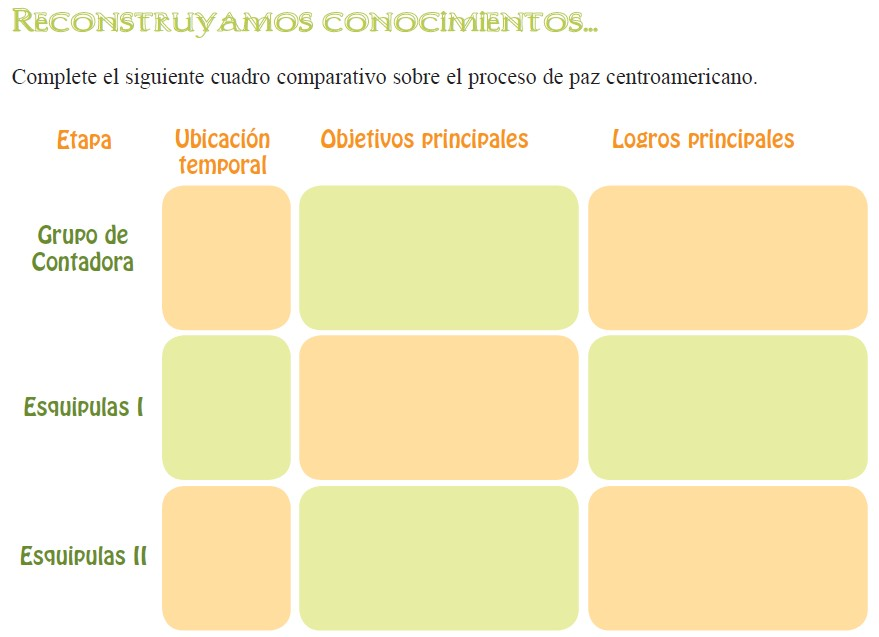 Reconstruyamos conocimientos...
Complete el siguiente cuadro comparativo sobre el proceso de paz centroamericano.
Etapa
Ubicación
temporal
Objetivos principales
Logros principales
Grupo de
Contadora
Esquipulas I
Esquipulas II